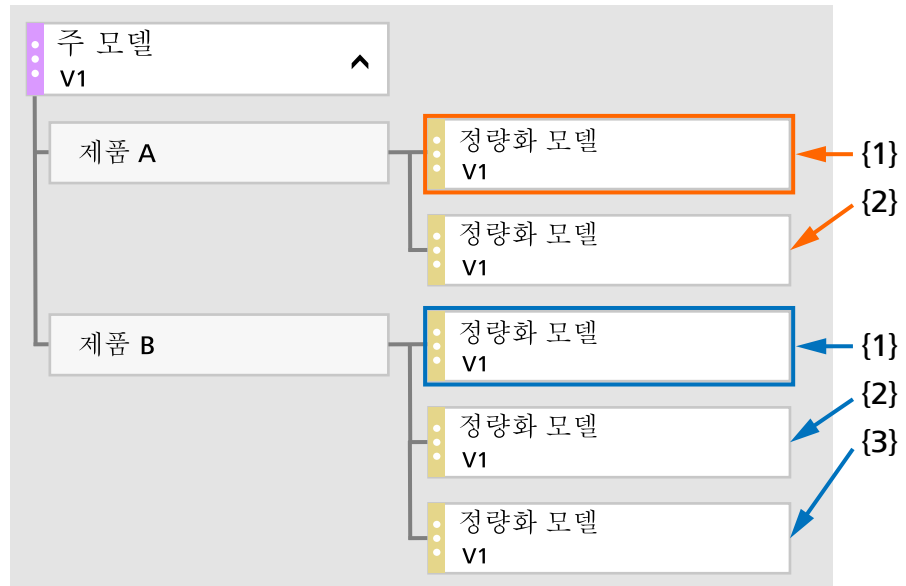 주 모델
V1
제품 A
정량화 모델
V1
{1}
정량화 모델
V1
{2}
제품 B
정량화 모델
V1
{1}
정량화 모델
V1
{2}
정량화 모델
V1
{3}